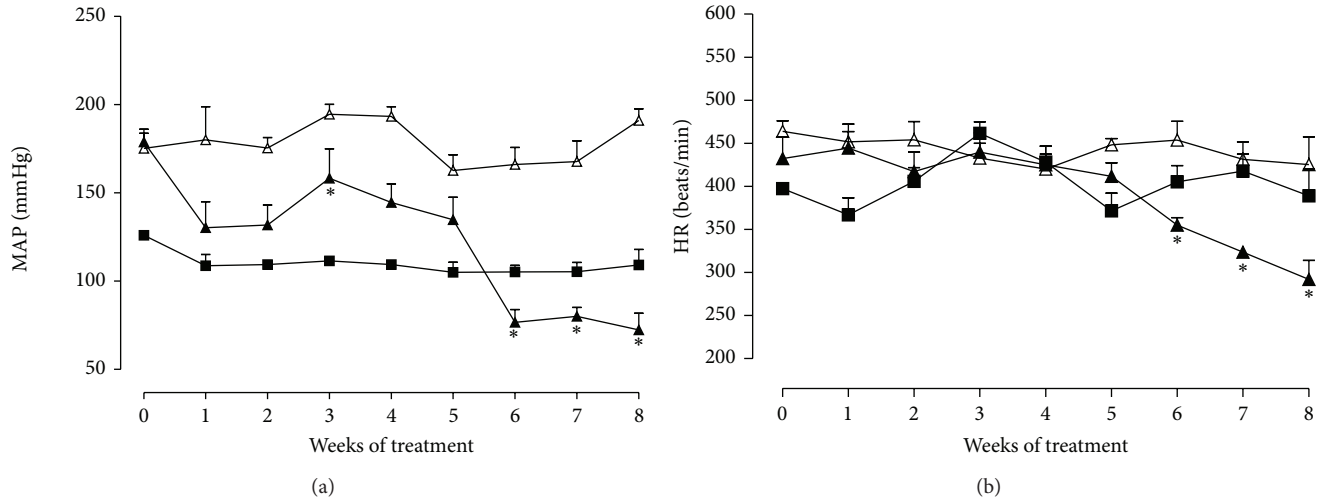 250
200
150
100
50
MAP (mmHg)
*
*
*
*
0 1 2 3 4 5 6 7 8
Weeks of treatment
(a)
600
550
500
450
400
350
300
250
200
HR (beats/min)
*
*
*
0 1 2 3 4 5 6 7 8
Weeks of treatment
(b)